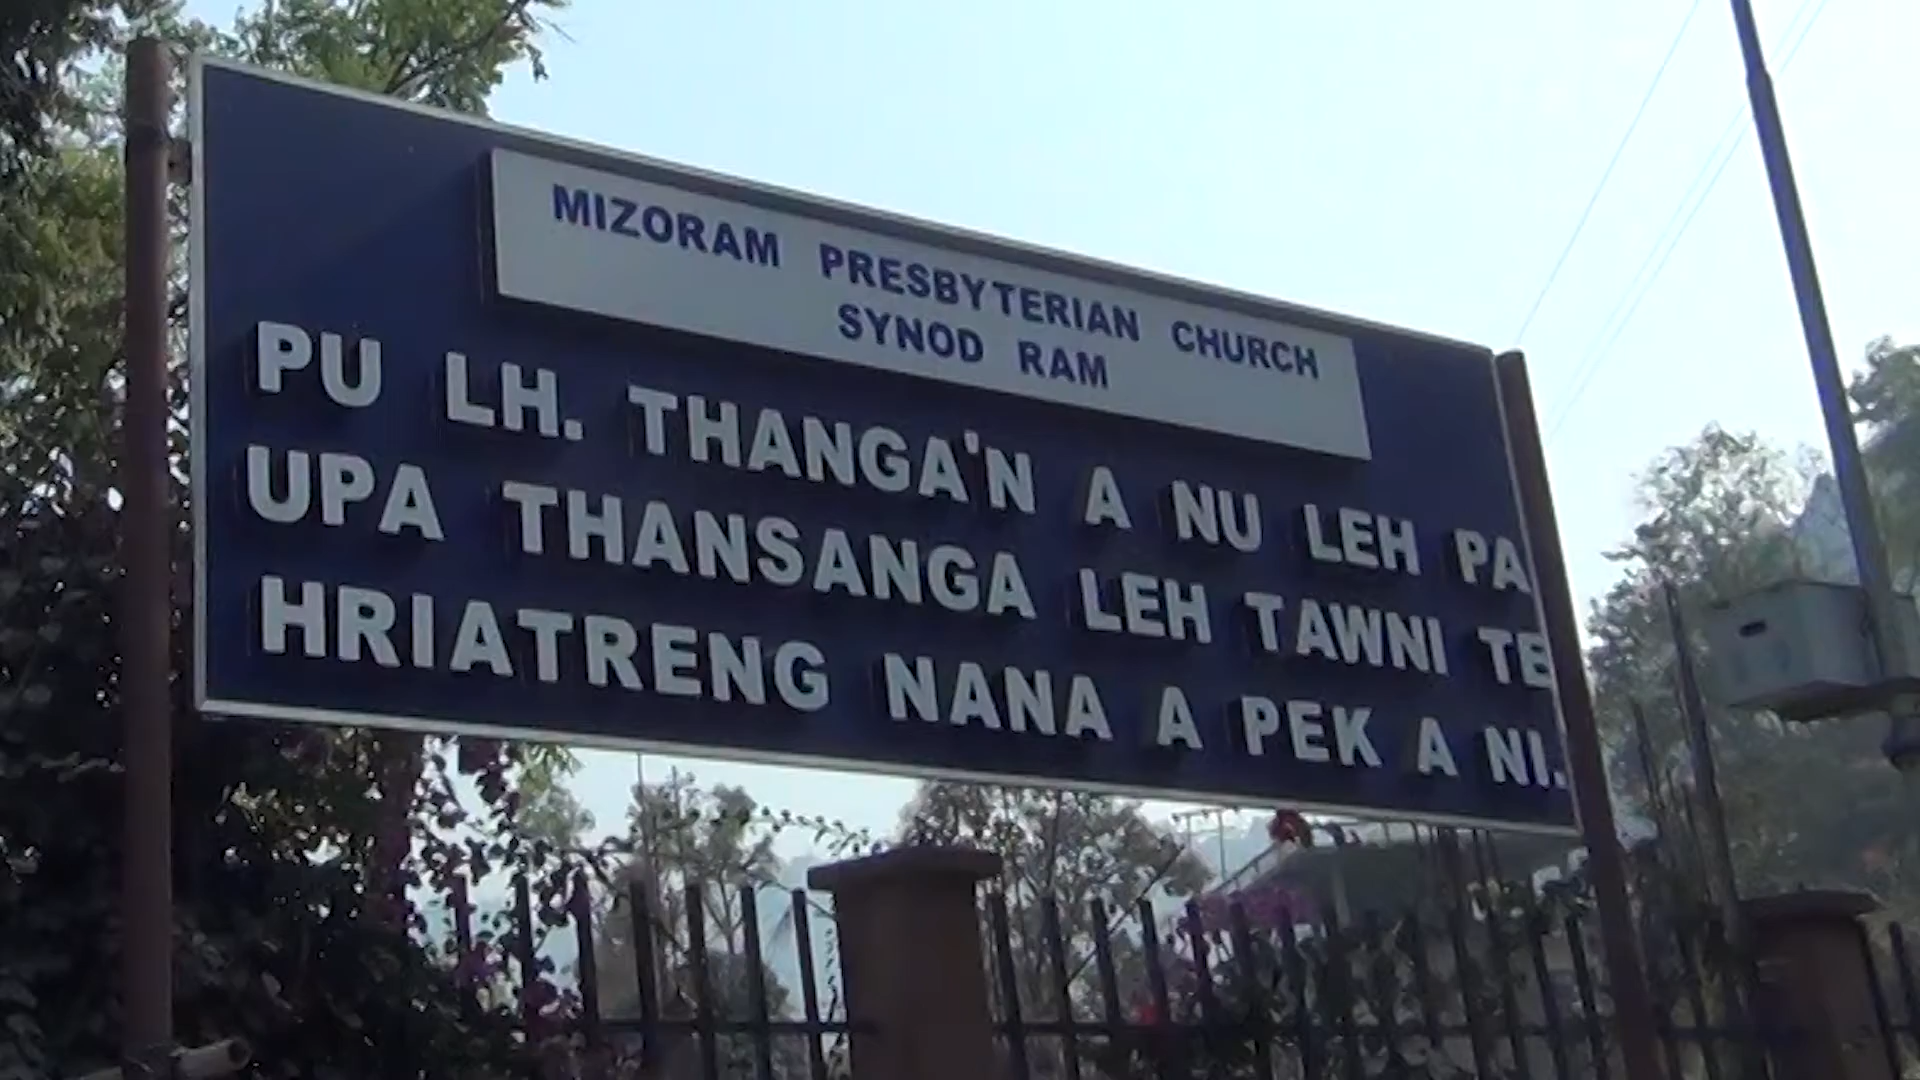 MIZORAM PRESBYTERIAN CHURCH
SYNOD RAM
PU LH. THANGA'N A NU LEH PA
UPA THANSANGA LEH TAWNI TE
HRIATRENG NANA A PEK A NI.